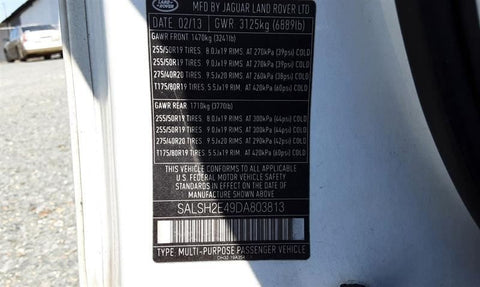 LAND ROVER
MFD BY JAGUAR LAND ROVER LTD
DATE 02/13 GWR 3125kg (6889lb)
GAWR FRONT 1470kg (3241lb)
255/50R19 TIRES: 8.0Jx19 RIMS. AT 270kPa (39psi) COLD
255/50R19 TIRES: 9.0Jx19 RIMS. AT 270kPa (39psi) COLD
275/40R20 TIRES: 9.5Jx20 RIMS. AT 260kPa (38psi) COLD
T175/80R19 TIRES: 5.5Jx19 RIM. AT 420kPa (60psi) COLD
GAWR REAR 1710kg (3770lb)
255/50R19 TIRES: 8.0Jx19 RIMS. AT 300kPa (44psi) COLD
255/50R19 TIRES: 9.0Jx19 RIMS. AT 300kPa (44psi) COLD
275/40R20 TIRES: 9.5Jx20 RIMS. AT 290kPa (42psi) COLD
T175/80R19 TIRES: 5.5Jx19 RIM. AT 420kPa (60psi) COLD
THIS VEHICLE CONFORMS
TO ALL APPLICABLE U.S. FEDERAL
MOTOR VEHICLE SAFETY
STANDARDS IN EFFECT ON THE DATE
OF MANUFACTURE SHOWN ABOVE
SALSH2E49DA803813
TYPE: MULTI-PURPOSE PASSENGER VEHICLE